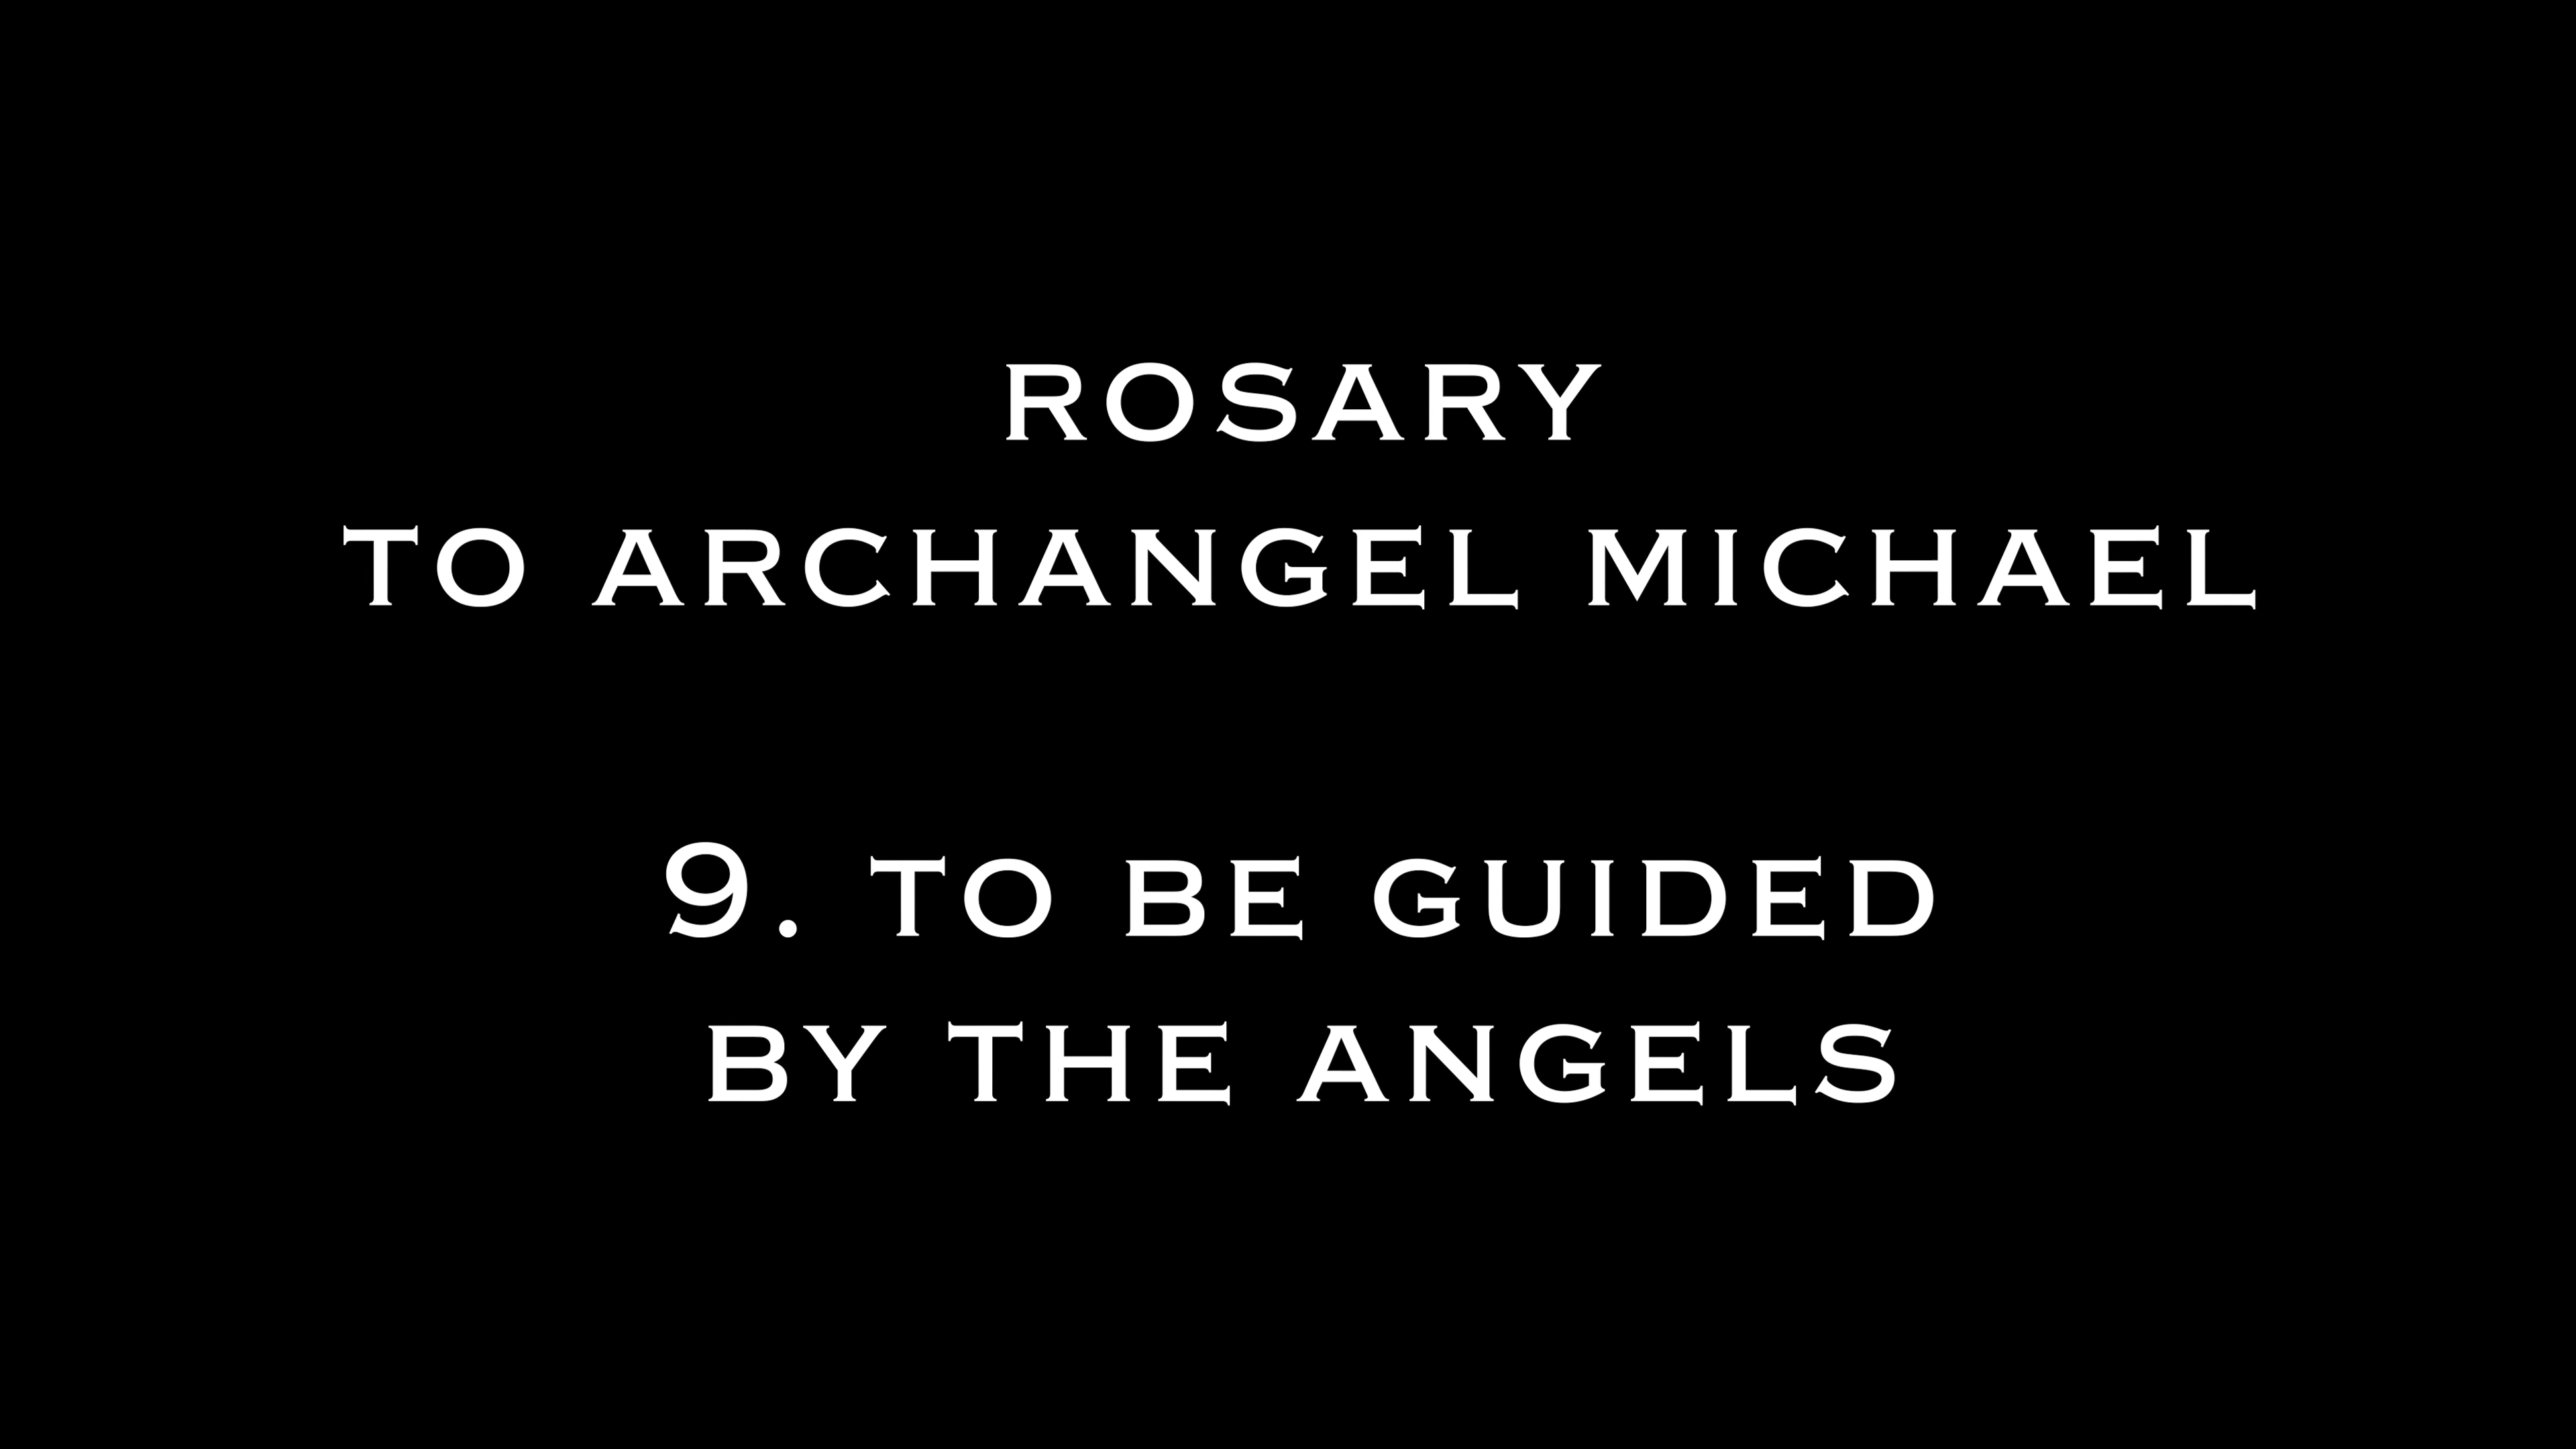 ROSARY
TO ARCHANGEL MICHAEL
9. TO BE GUIDED
BY THE ANGELS